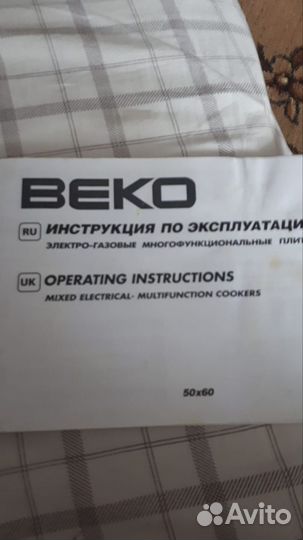 BEKO
RU ИНСТРУКЦИЯ ПО ЭКСПЛУАТАЦИ
ЭЛЕКТРО-ГАЗОВЫЕ МНОГОФУНКЦИОНАЛЬНЫЕ ПЛИТ
UK OPERATING INSTRUCTIONS
MIXED ELECTRICAL- MULTIFUNCTION COOKERS
50x60
Avito